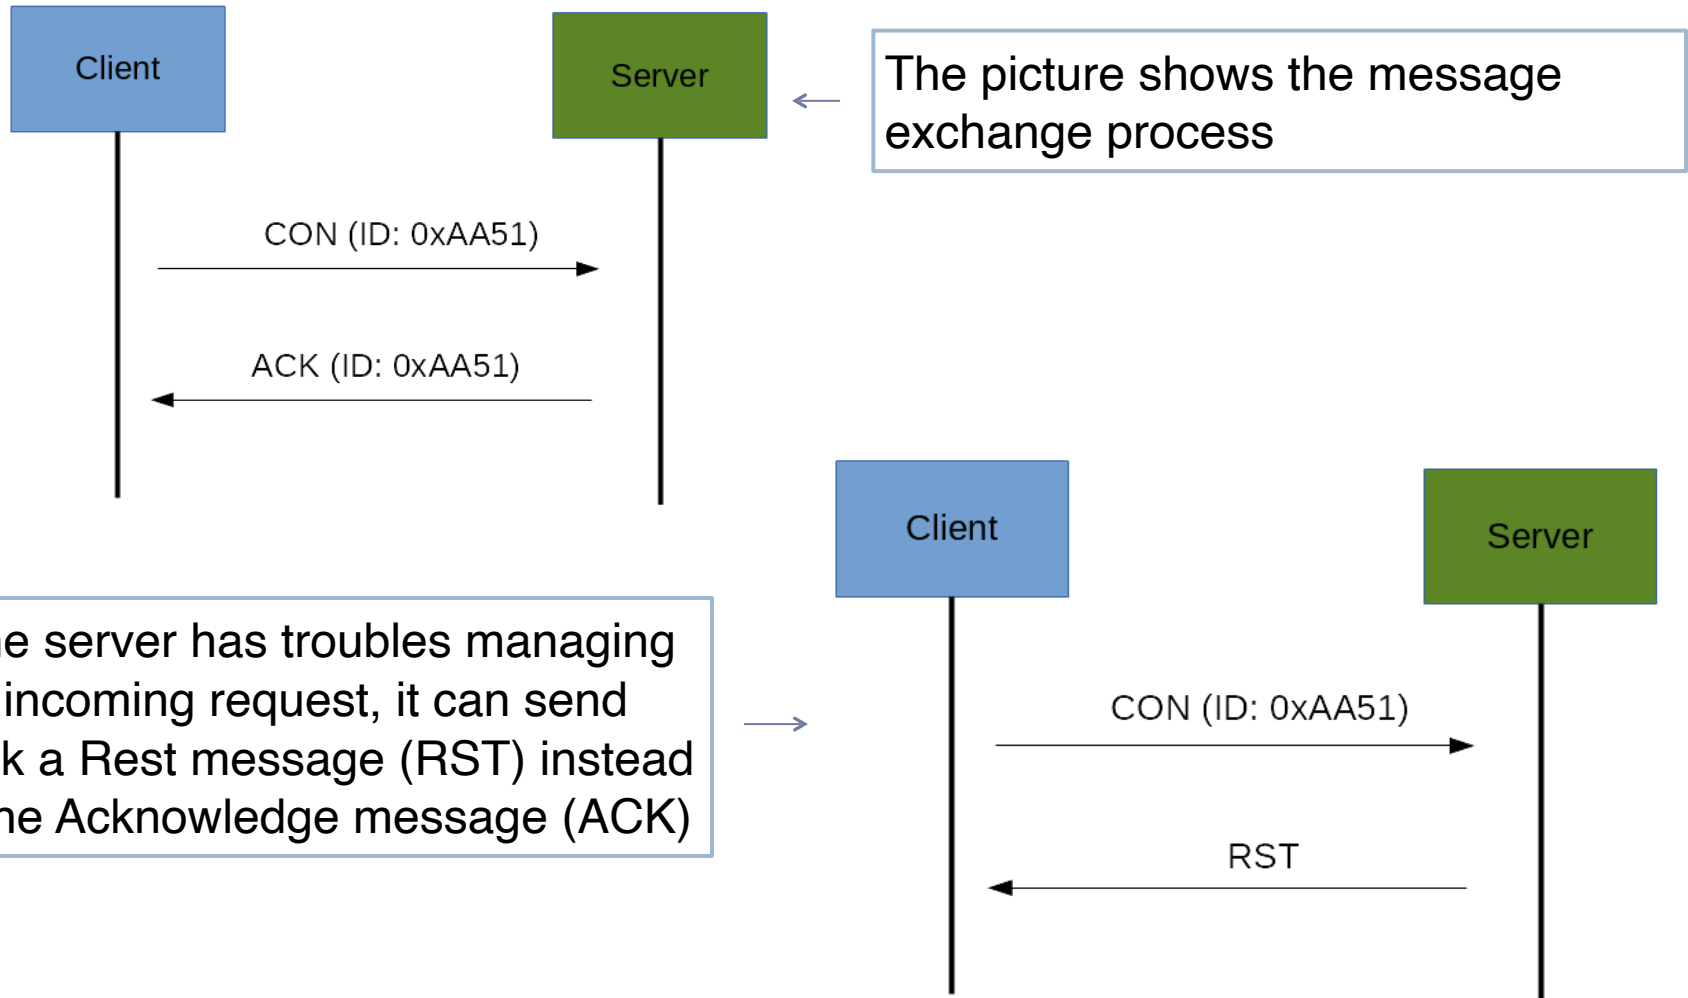 Client
Server
The picture shows the message
exchange process
CON (ID: 0xAA51)
ACK (ID: 0xAA51)
Client
Server
server has troubles managing
incoming request, it can send
a Rest message (RST) instead
Acknowledge message (ACK)
CON (ID: 0xAA51)
RST